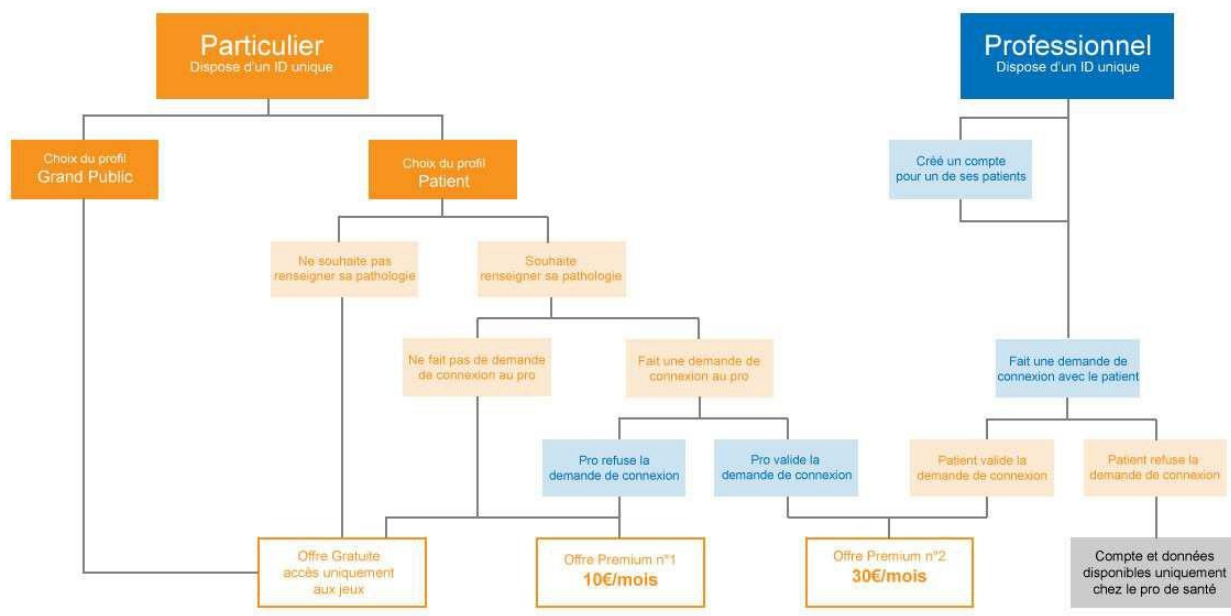 Particulier
Dispose d'un ID unique
Professionnel
Dispose d'un ID unique
Choix du profil
Grand Public
Choix du profil
Patient
Créé un compte
pour un de ses patients
Ne souhaite pas
renseigner sa pathologie
Souhaite
renseigner sa pathologie
Ne fait pas de demande
de connexion au pro
Fait une demande de
connexion au pro
Fait une demande de
connexion avec le patient
Pro refuse la
demande de connexion
Pro valide la
demande de connexion
Patient valide la
demande de connexion
Patient refuse la
demande de connexion
Offre Gratuite
accès uniquement
aux jeux
Offre Premium n°1
10€/mois
Offre Premium n°2
30€/mois
Compte et données
disponibles uniquement
chez le pro de santé